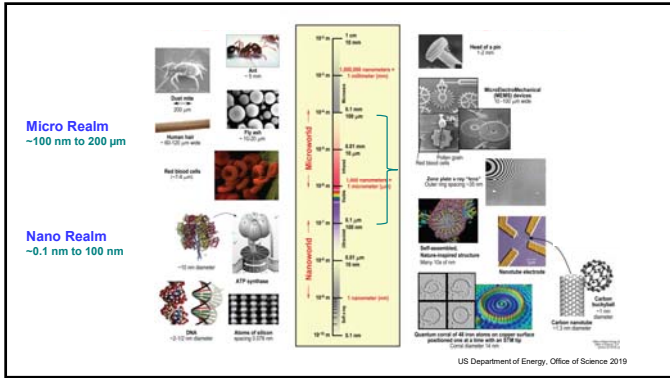 Micro Realm
~100 nm to 200 µm
Nano Realm
~0.1 nm to 100 nm
Ant
~ 5 mm
Dust mite
200 µm
Human hair
~ 60-120 µm wide
Fly ash
~ 10-20 µm
Red blood cells
(~7-8 µm)
~10 nm diameter
ATP synthase
DNA
~2-1/2 nm diameter
Atoms of silicon
spacing 0.078 nm
Microworld
Nanoworld
1 cm
10 mm
1,000,000 nanometers =
1 millimeter (mm)
Microwave
0.1 mm
100 µm
0.01 mm
10 µm
Infrared
1,000 nanometers =
1 micrometer (µm)
Visible
0.1 µm
100 nm
Ultraviolet
0.01 µm
10 nm
1 nanometer (nm)
Soft x-ray
0.1 nm
Head of a pin
1-2 mm
MicroElectroMechanical
(MEMS) devices
10 -100 µm wide
Pollen grain
Red blood cells
Zone plate x-ray "lens"
Outer ring spacing ~35 nm
Self-assembled,
Nature-inspired structure
Many 10s of nm
Nanotube electrode
Carbon
buckyball
~1 nm
diameter
Carbon nanotube
~1.3 nm diameter
Quantum corral of 48 iron atoms on copper surface
positioned one at a time with an STM tip
Corral diameter 14 nm
US Department of Energy, Office of Science 2019